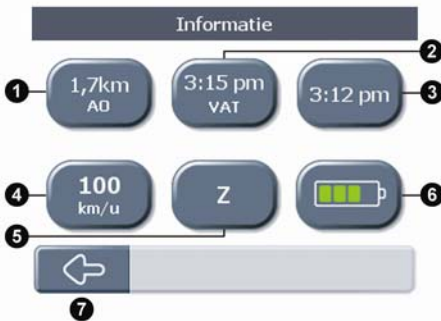 Informatie
1,7km
AD
3:15 pm
VAT
3:12 pm
100
km/u
Z
1
2
3
4
5
6
7